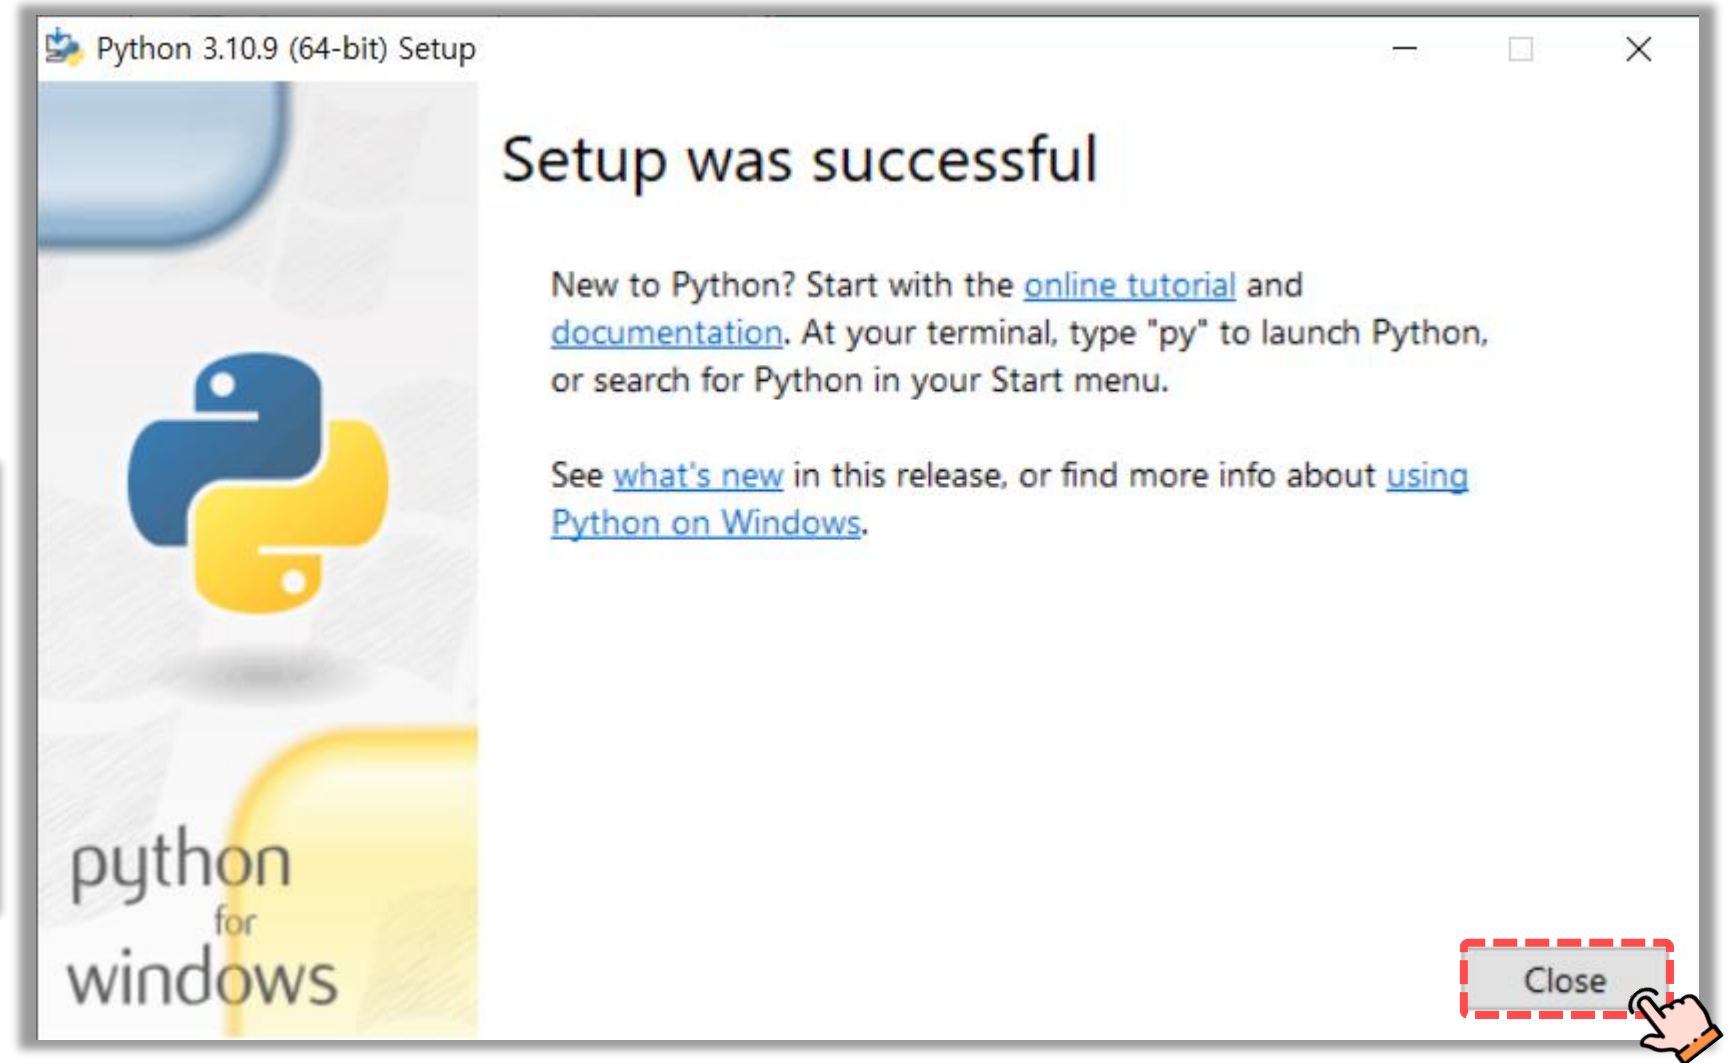 Python 3.10.9 (64-bit) Setup
Setup was successful
New to Python? Start with the online tutorial and
documentation. At your terminal, type "py" to launch Python,
or search for Python in your Start menu.
See what's new in this release, or find more info about using
Python on Windows.
python
for
windows
Close